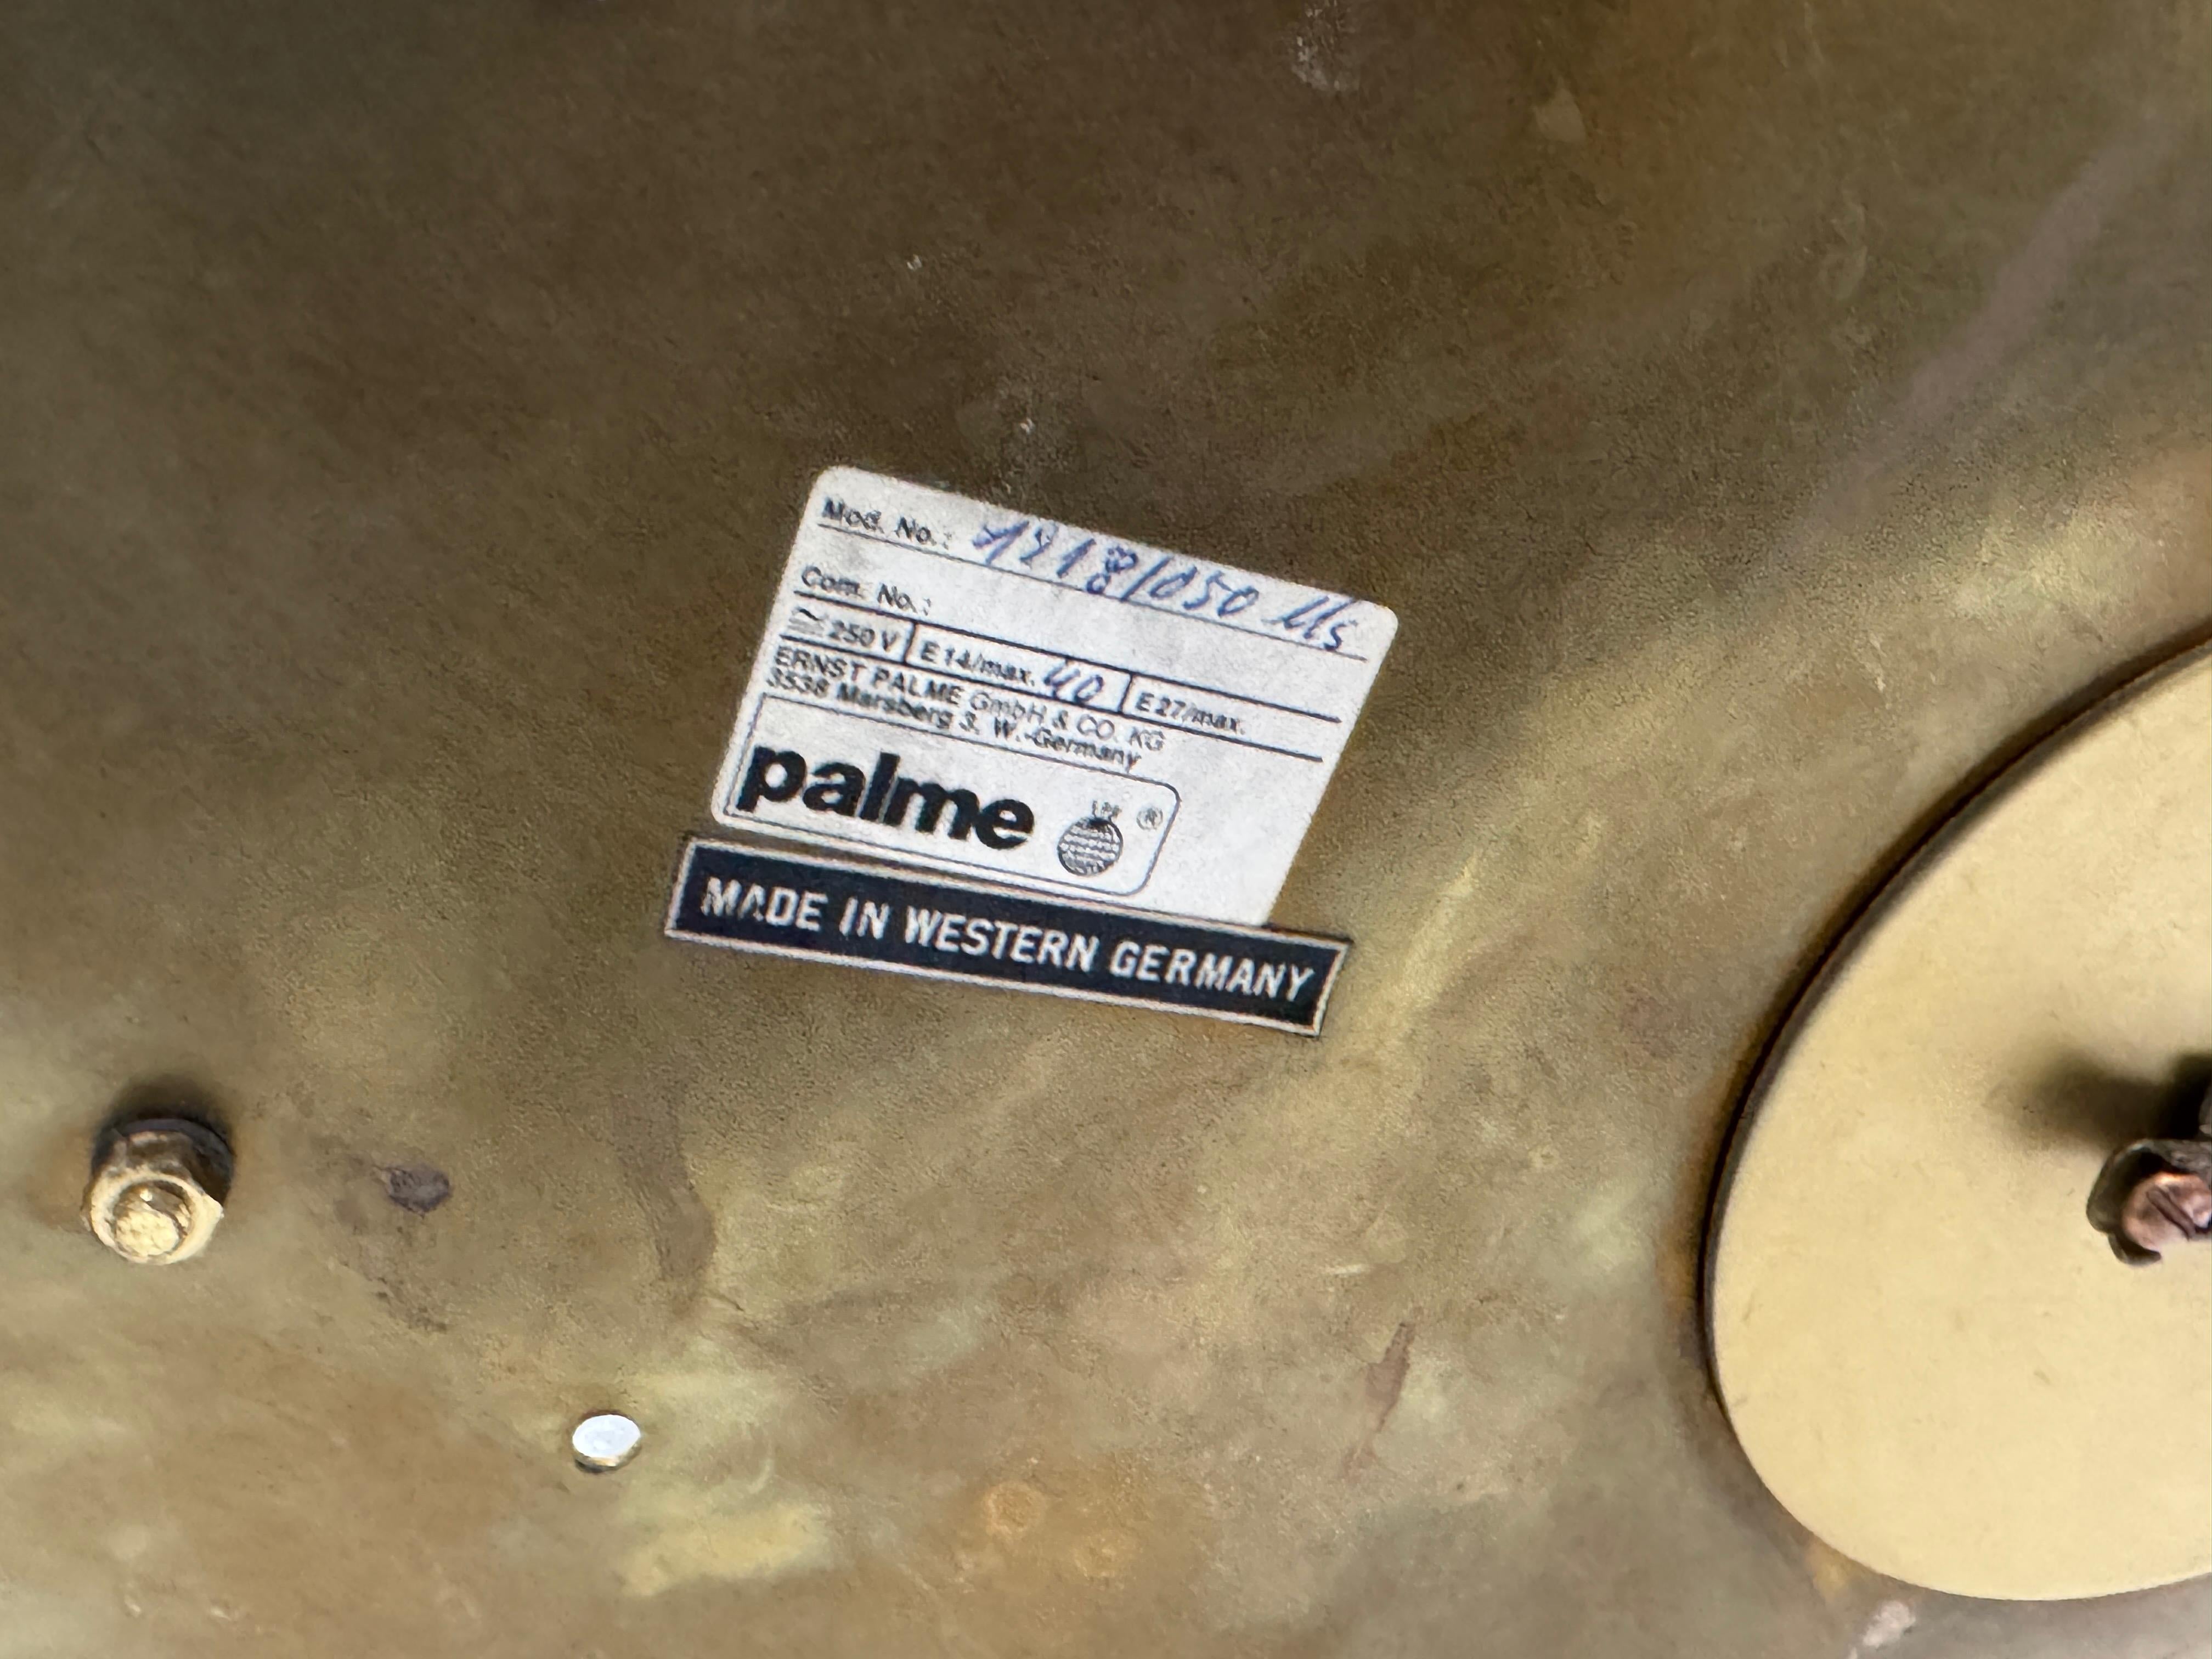 Mod. No.: 1218/050 Ms
Com. No.:
≂ 250 V E 14/max. 40 E 27/max.
ERNST PALME GmbH & CO. KG
3538 Marsberg 3, W.-Germany
palme ®
MADE IN WESTERN GERMANY